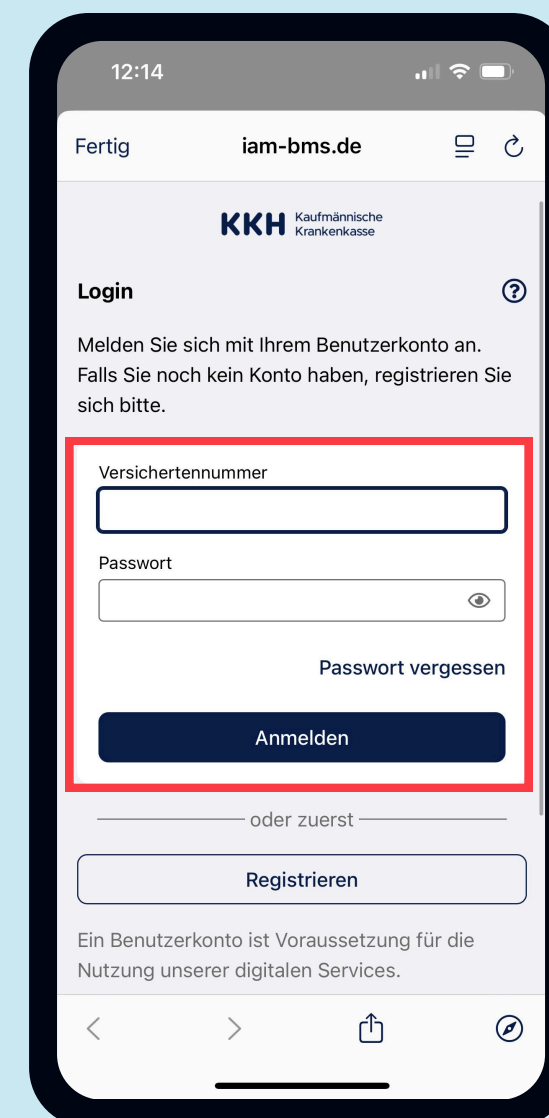 12:14
Fertig iam-bms.de
KKH Kaufmännische
Krankenkasse
Login
Melden Sie sich mit Ihrem Benutzerkonto an.
Falls Sie noch kein Konto haben, registrieren Sie
sich bitte.
Versichertennummer
Passwort
Passwort vergessen
Anmelden
oder zuerst
Registrieren
Ein Benutzerkonto ist Voraussetzung für die
Nutzung unserer digitalen Services.